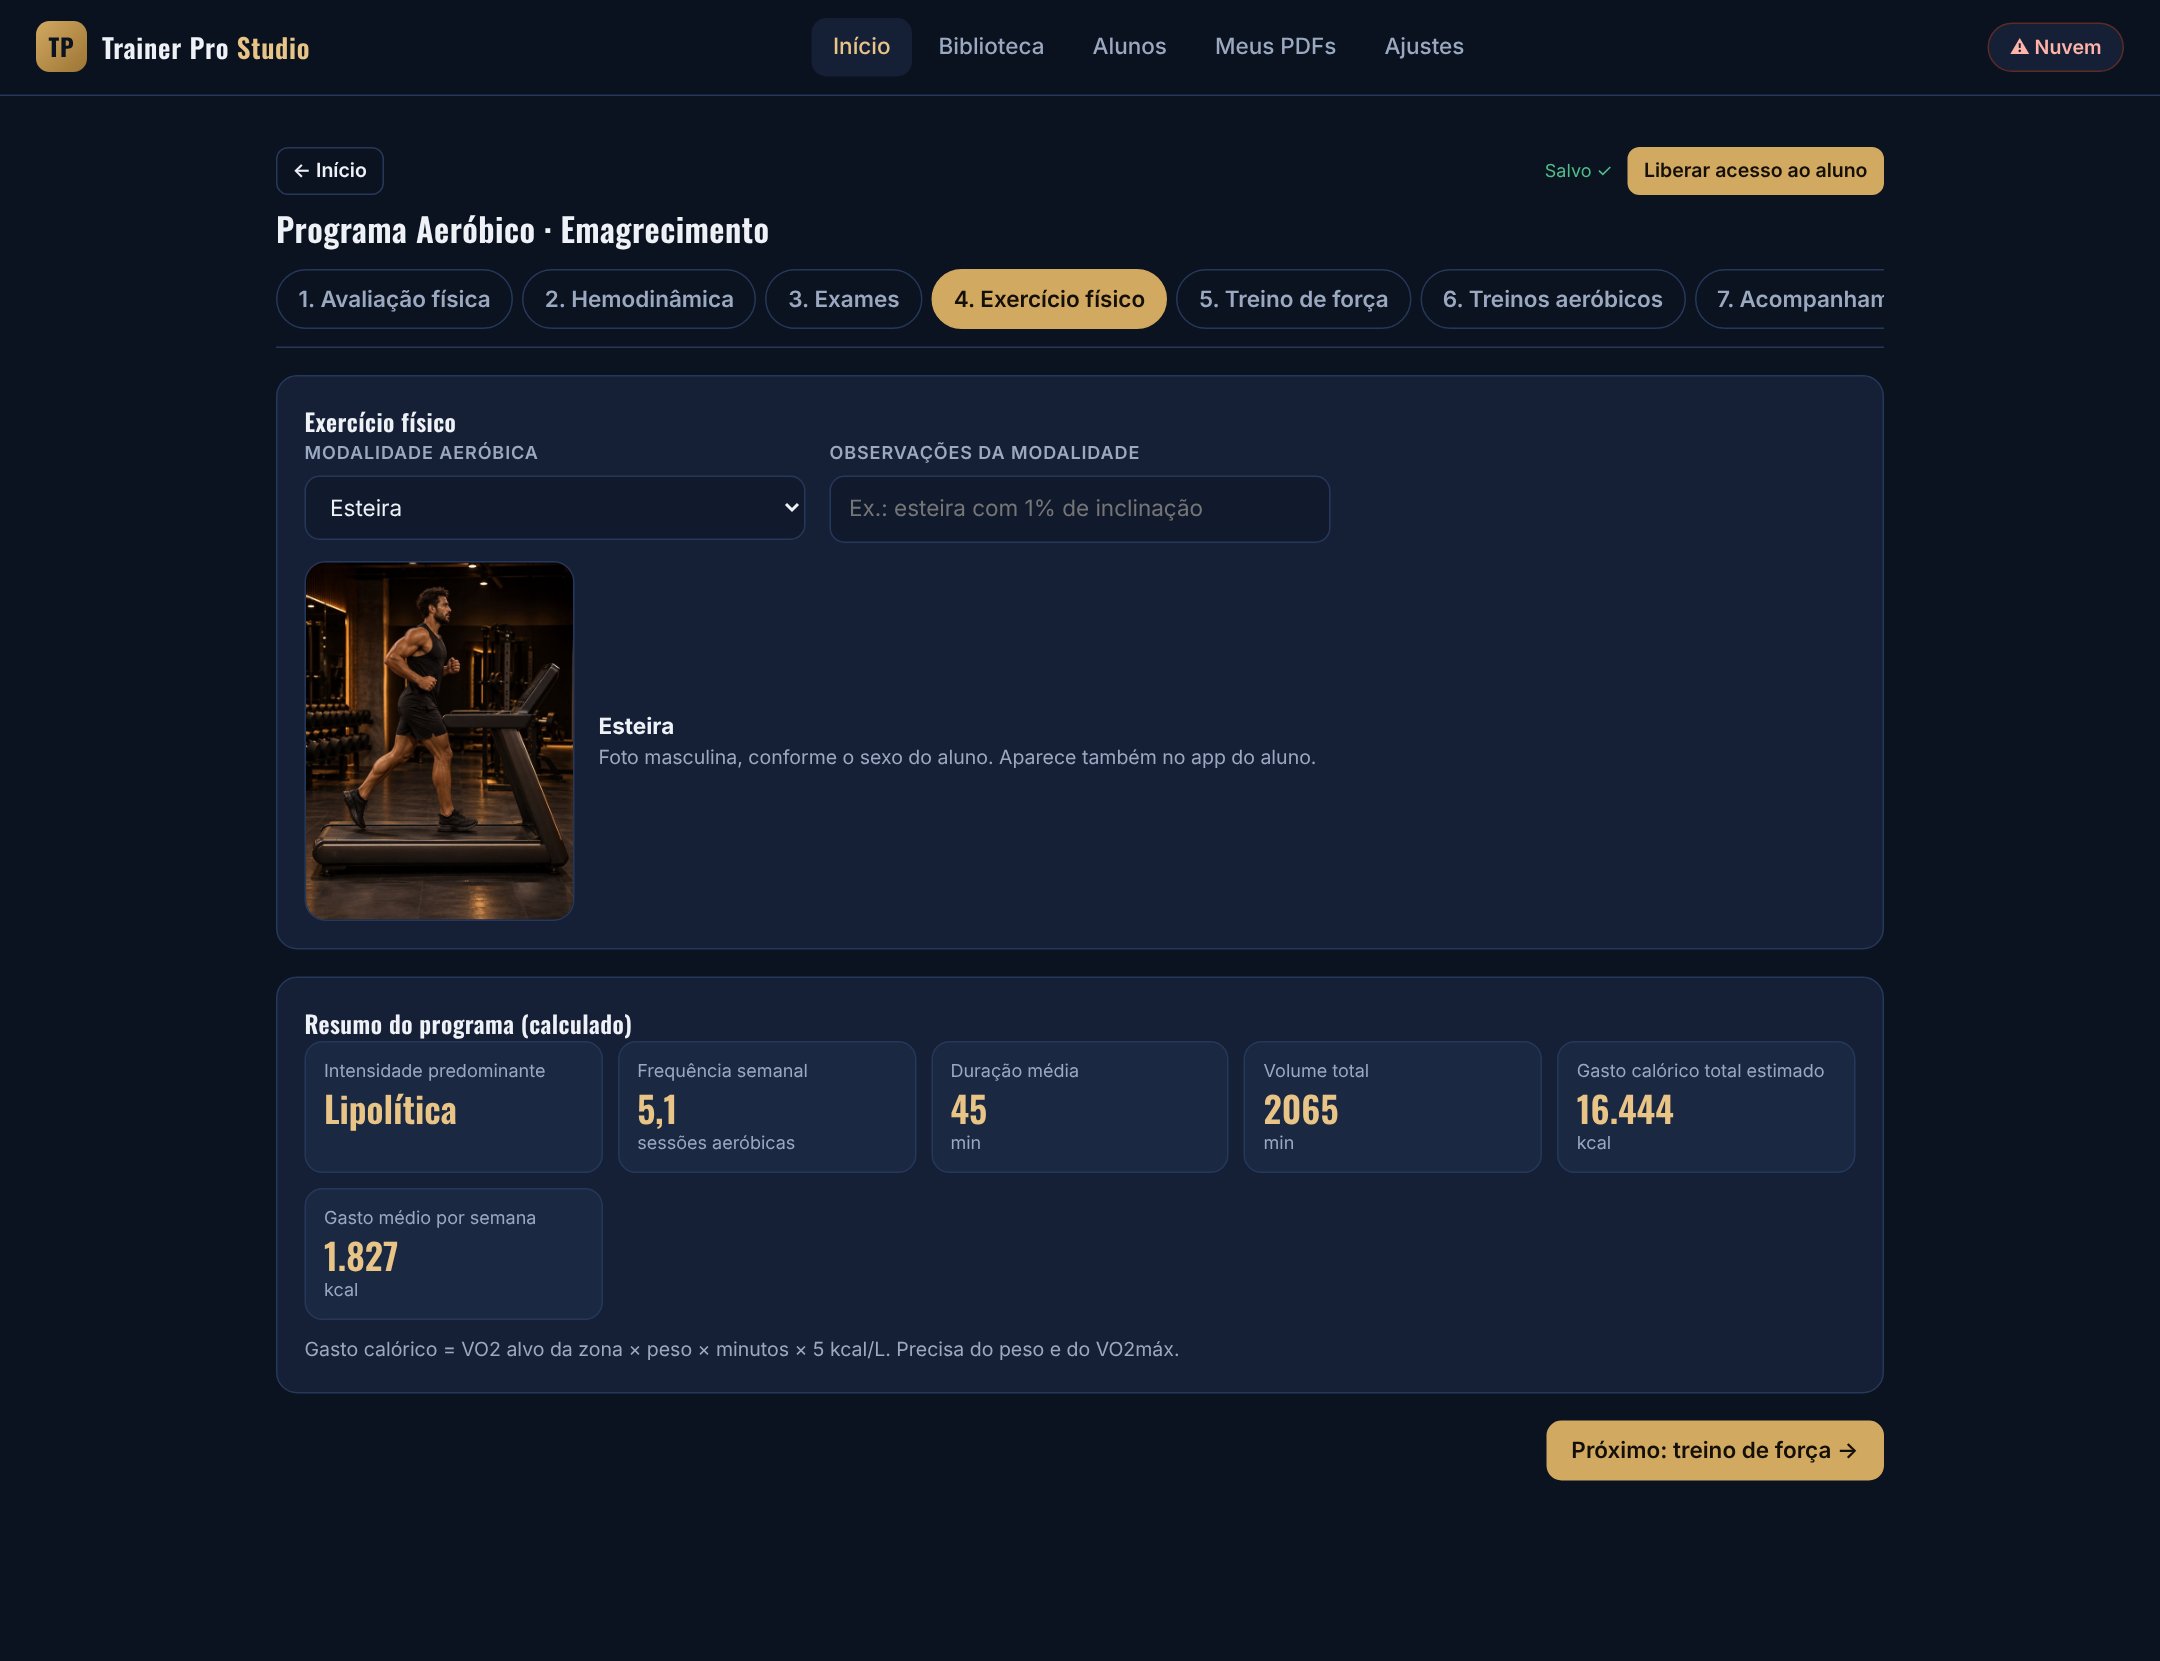 TP Trainer Pro Studio
Início Biblioteca Alunos Meus PDFs Ajustes
⚠ Nuvem
← Início
Salvo ✓
Liberar acesso ao aluno
Programa Aeróbico · Emagrecimento
1. Avaliação física
2. Hemodinâmica
3. Exames
4. Exercício físico
5. Treino de força
6. Treinos aeróbicos
7. Acompanham
Exercício físico
MODALIDADE AERÓBICA
Esteira
OBSERVAÇÕES DA MODALIDADE
Ex.: esteira com 1% de inclinação
Esteira
Foto masculina, conforme o sexo do aluno. Aparece também no app do aluno.
Resumo do programa (calculado)
Intensidade predominante
Lipolítica
Frequência semanal
5,1
sessões aeróbicas
Duração média
45
min
Volume total
2065
min
Gasto calórico total estimado
16.444
kcal
Gasto médio por semana
1.827
kcal
Gasto calórico = VO2 alvo da zona × peso × minutos × 5 kcal/L. Precisa do peso e do VO2máx.
Próximo: treino de força →